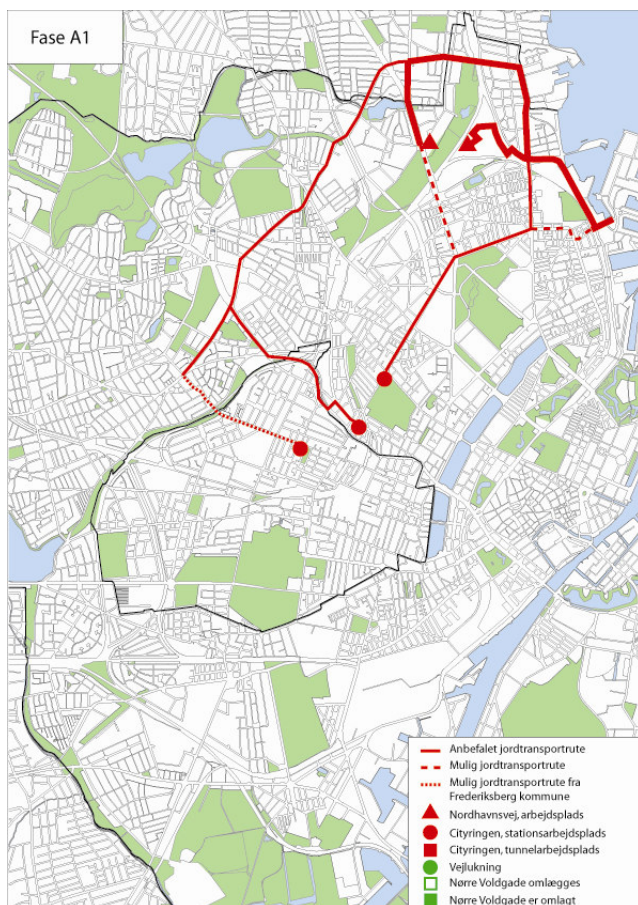 Fase A1
Anbefalet jordtransportrute
Mulig jordtransportrute
Mulig jordtransportrute fra
Frederiksberg kommune
Nordhavnsvej, arbejdsplads
Cityringen, stationsarbejdsplads
Cityringen, tunnelarbejdsplads
Vejlukning
Nørre Voldgade omlægges
Nørre Voldgade er omlagt